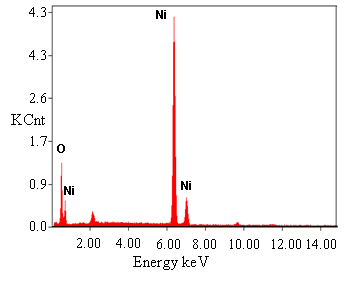 4.3
Ni
4.3
2.6
KCnt
1.7
O
0.9
Ni
Ni
0.0
2.00 4.00 6.00 8.00 10.00 12.00 14.00
Energy keV